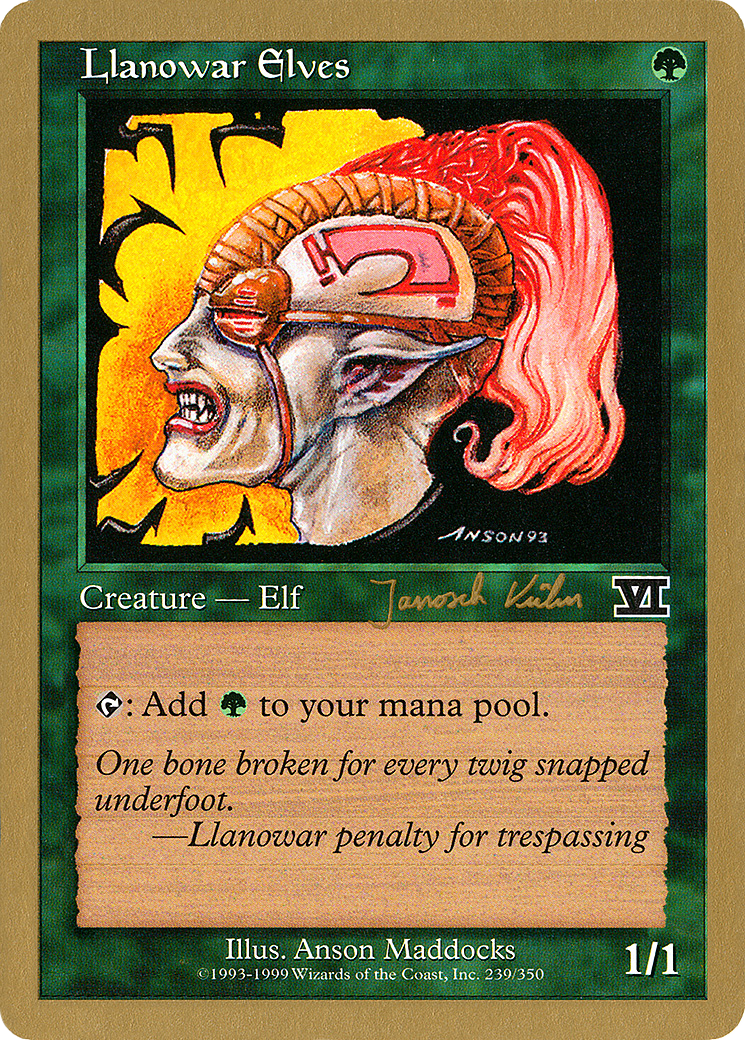 Llanowar Elves
ANSON 93
Creature — Elf Janosch Kühn VI
: Add to your mana pool.
One bone broken for every twig snapped
underfoot.
—Llanowar penalty for trespassing
Illus. Anson Maddocks
©1993-1999 Wizards of the Coast, Inc. 239/350
1/1